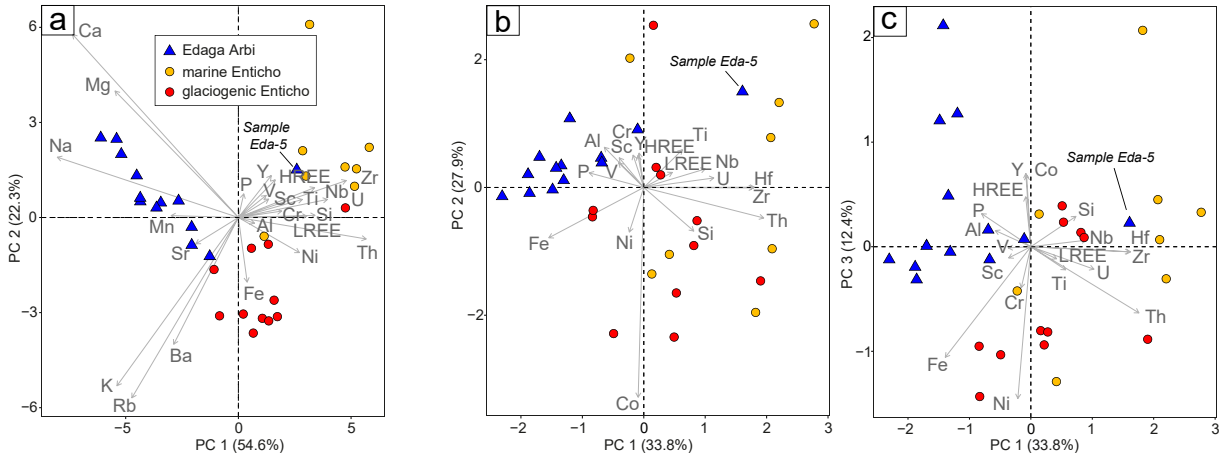 a
6
3
0
−3
−6
PC 2 (22.3%)
−5
0
5
PC 1 (54.6%)
Edaga Arbi
marine Enticho
glaciogenic Enticho
Ca
Mg
Na
Sample
Eda-5
Y
HREE
P
V
Sc
Ti
Nb
U
Zr
Mn
Cr
Si
Al
LREE
Sr
Ni
Th
Fe
Ba
K
Rb
b
2
0
−2
PC 2 (27.9%)
−2
−1
0
1
2
3
PC 1 (33.8%)
Sample Eda-5
Cr
Al
Sc
Y
HREE
Ti
P
V
LREE
Nb
U
Hf
Zr
Th
Fe
Ni
Si
Co
c
2
1
0
−1
PC 3 (12.4%)
−2
−1
0
1
2
3
PC 1 (33.8%)
Sample Eda-5
Y
Co
HREE
P
Si
Al
Nb
Hf
V
LREE
Zr
Sc
U
Ti
Cr
Th
Fe
Ni